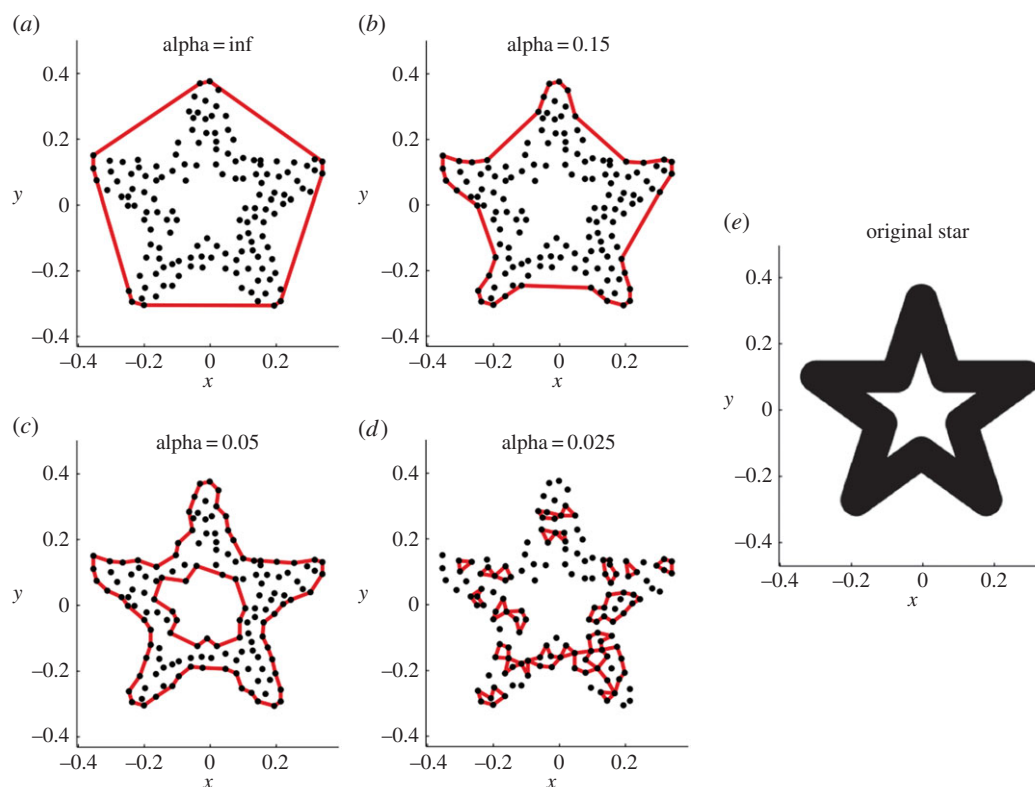 (a)
alpha = inf
0.4
0.2
y
0
–0.2
–0.4
–0.4 –0.2 0 0.2
x
(b)
alpha = 0.15
0.4
0.2
y
0
–0.2
–0.4
–0.4 –0.2 0 0.2
x
(c)
alpha = 0.05
0.4
0.2
y
0
–0.2
–0.4
–0.4 –0.2 0 0.2
x
(d)
alpha = 0.025
0.4
0.2
y
0
–0.2
–0.4
–0.4 –0.2 0 0.2
x
(e)
original star
0.4
0.2
y
0
–0.2
–0.4
–0.4 –0.2 0 0.2
x